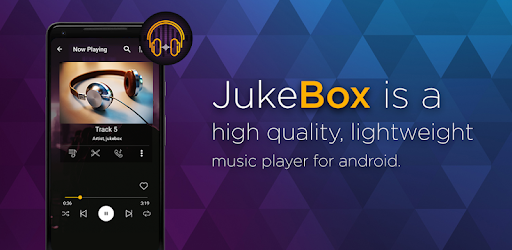 Now Playing
Track 5
Artist_jukebox
0:36
3:19
JukeBox is a
high quality, lightweight
music player for android.